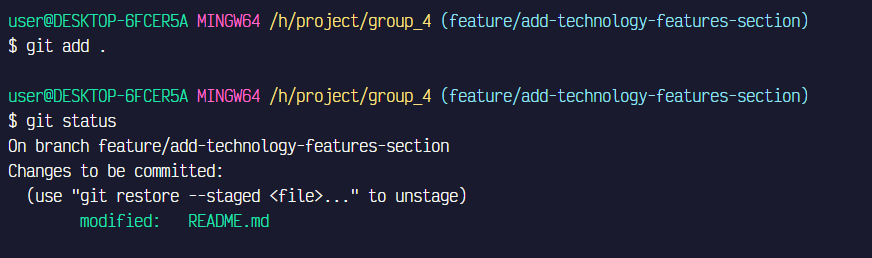 user@DESKTOP-6FCER5A MINGW64 /h/project/group_4 (feature/add-technology-features-section)
$ git add .
user@DESKTOP-6FCER5A MINGW64 /h/project/group_4 (feature/add-technology-features-section)
$ git status
On branch feature/add-technology-features-section
Changes to be committed:
  (use "git restore --staged <file>..." to unstage)
        modified:   README.md